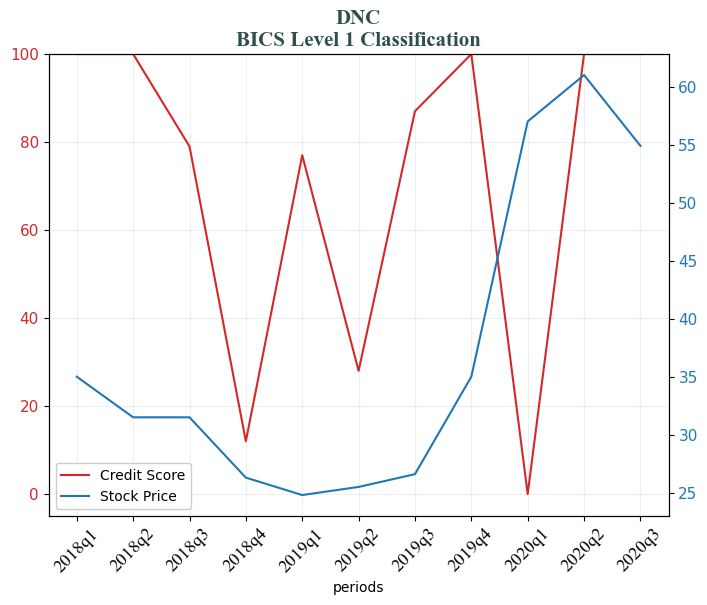 DNC
BICS Level 1 Classification
100
80
60
40
20
0
60
55
50
45
40
35
30
25
Credit Score
Stock Price
2018q1
2018q2
2018q3
2018q4
2019q1
2019q2
2019q3
2019q4
2020q1
2020q2
2020q3
periods